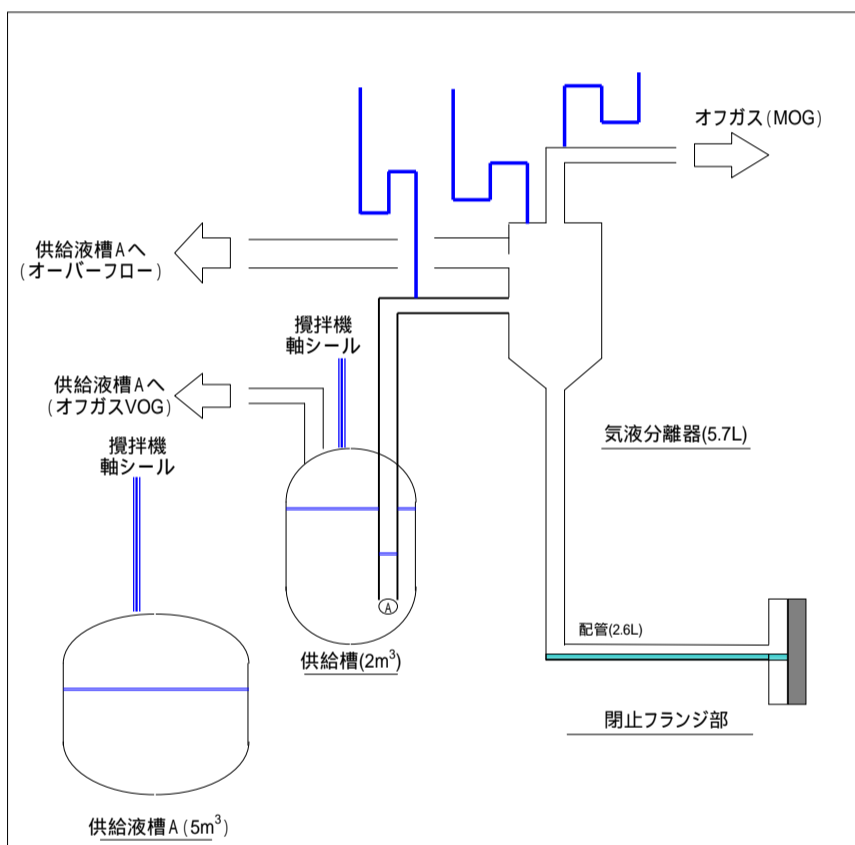 オフガス(MOG)
供給液槽Aへ
(オーバーフロー)
攪拌機
軸シール
供給液槽Aへ
(オフガスVOG)
攪拌機
軸シール
気液分離器(5.7L)
A
配管(2.6L)
供給槽(2m³)
閉止フランジ部
供給液槽A(5m³)